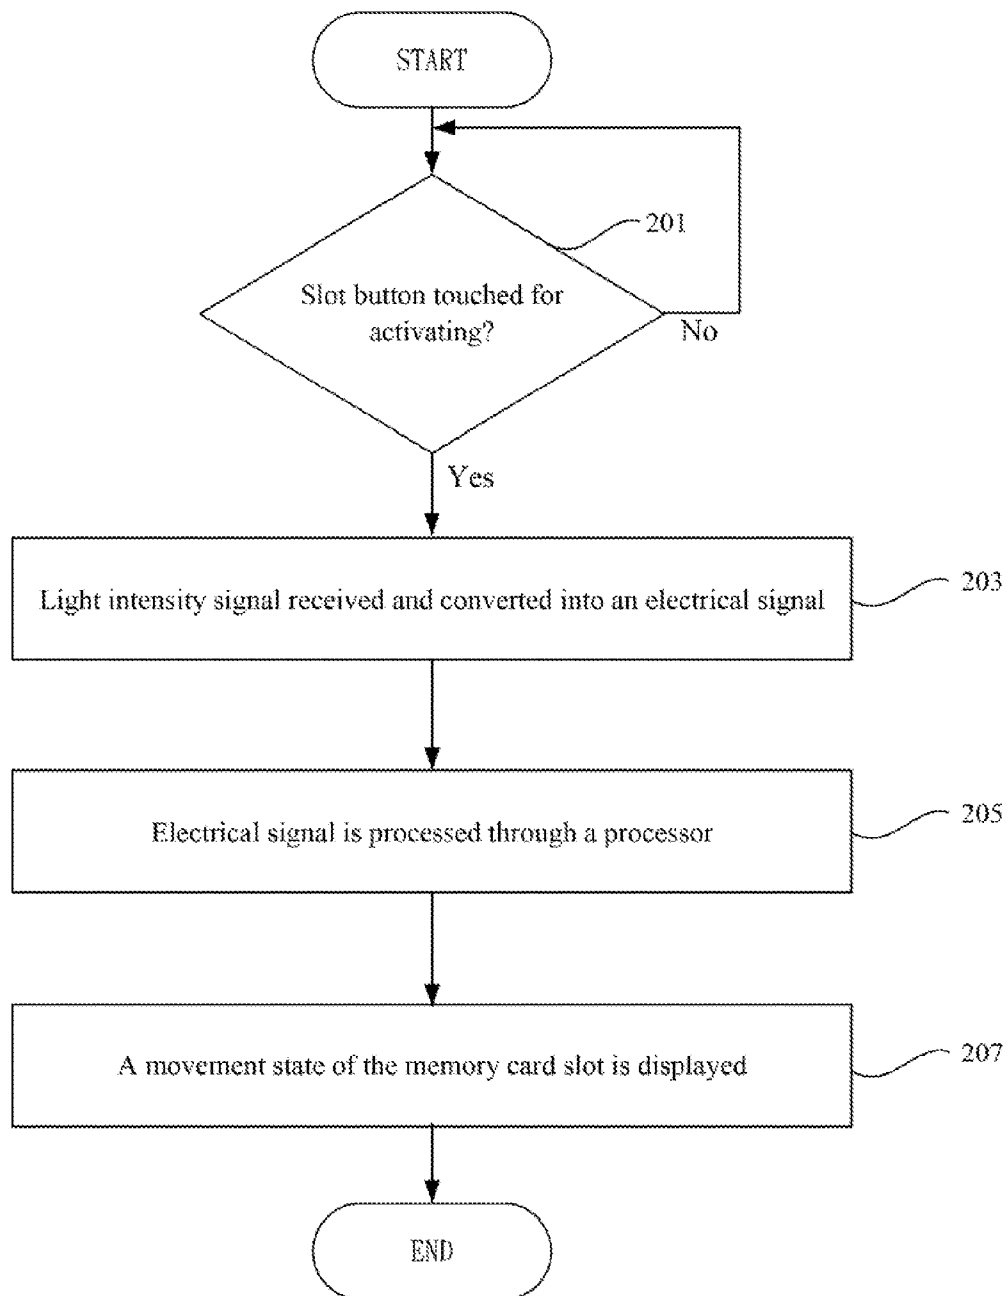 START
201
Slot button touched for
activating?
No
Yes
Light intensity signal received and converted into an electrical signal
203
Electrical signal is processed through a processor
205
A movement state of the memory card slot is displayed
207
END